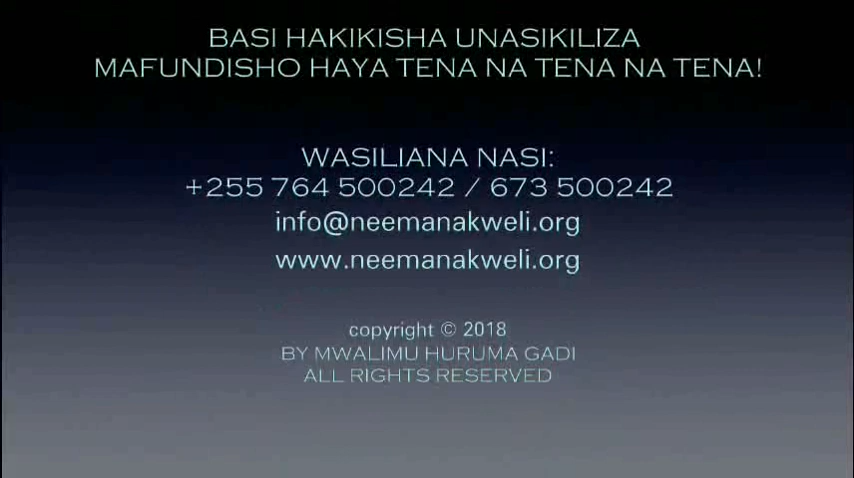 BASI HAKIKISHA UNASIKILIZA
MAFUNDISHO HAYA TENA NA TENA NA TENA!
WASILIANA NASI:
+255 764 500242 / 673 500242
info@neemanakweli.org
www.neemanakweli.org
copyright © 2018
BY MWALIMU HURUMA GADI
ALL RIGHTS RESERVED